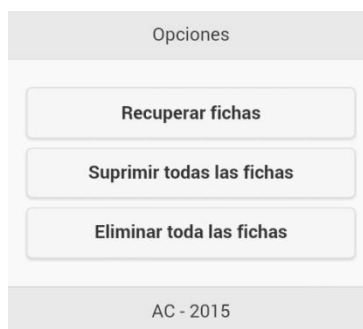 Opciones
Recuperar fichas
Suprimir todas las fichas
Eliminar toda las fichas
AC - 2015